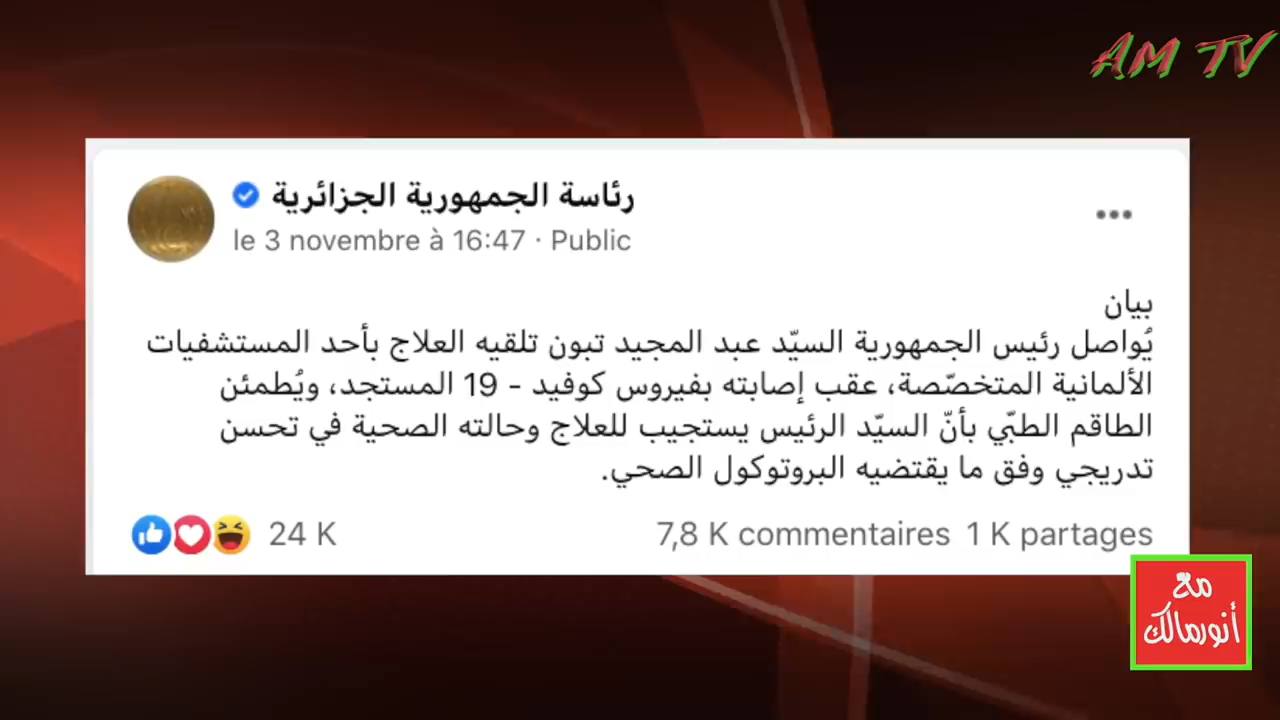 AM TV
رئاسة الجمهورية الجزائرية
le 3 novembre à 16:47 · Public
بيان
يُواصل رئيس الجمهورية السيّد عبد المجيد تبون تلقيه العلاج بأحد المستشفيات
الألمانية المتخصّصة، عقب إصابته بفيروس كوفيد - 19 المستجد، ويُطمئن
الطاقم الطبّي بأنّ السيّد الرئيس يستجيب للعلاج وحالته الصحية في تحسن
تدريجي وفق ما يقتضيه البروتوكول الصحي.
24 K 7,8 K commentaires 1 K partages
مع
أنورمالك